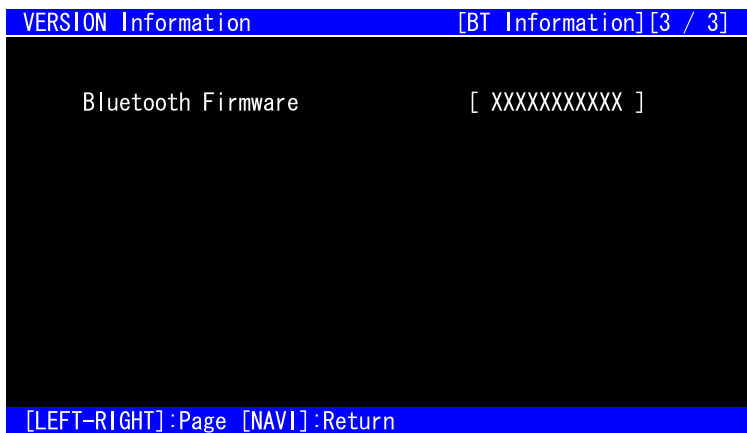 VERSION Information [BT Information][3 / 3]
Bluetooth Firmware [ XXXXXXXXXXX ]
[LEFT-RIGHT]:Page [NAVI]:Return